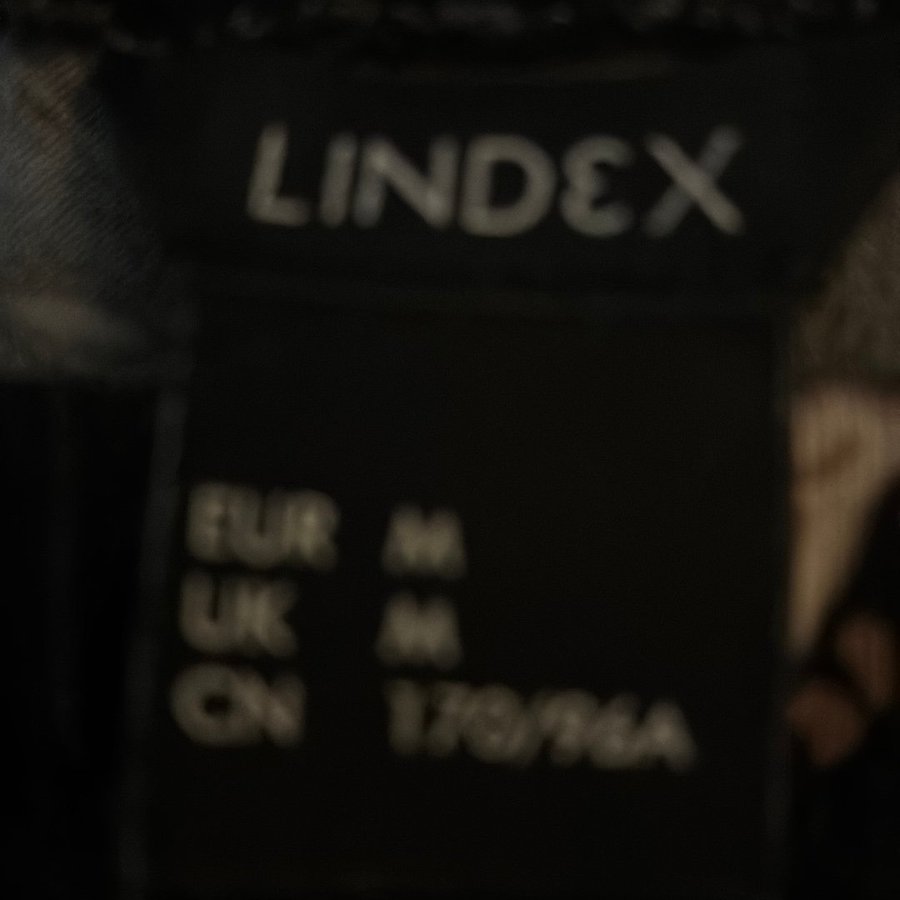 LINDEX
EUR M
UK M
CN 170/96A